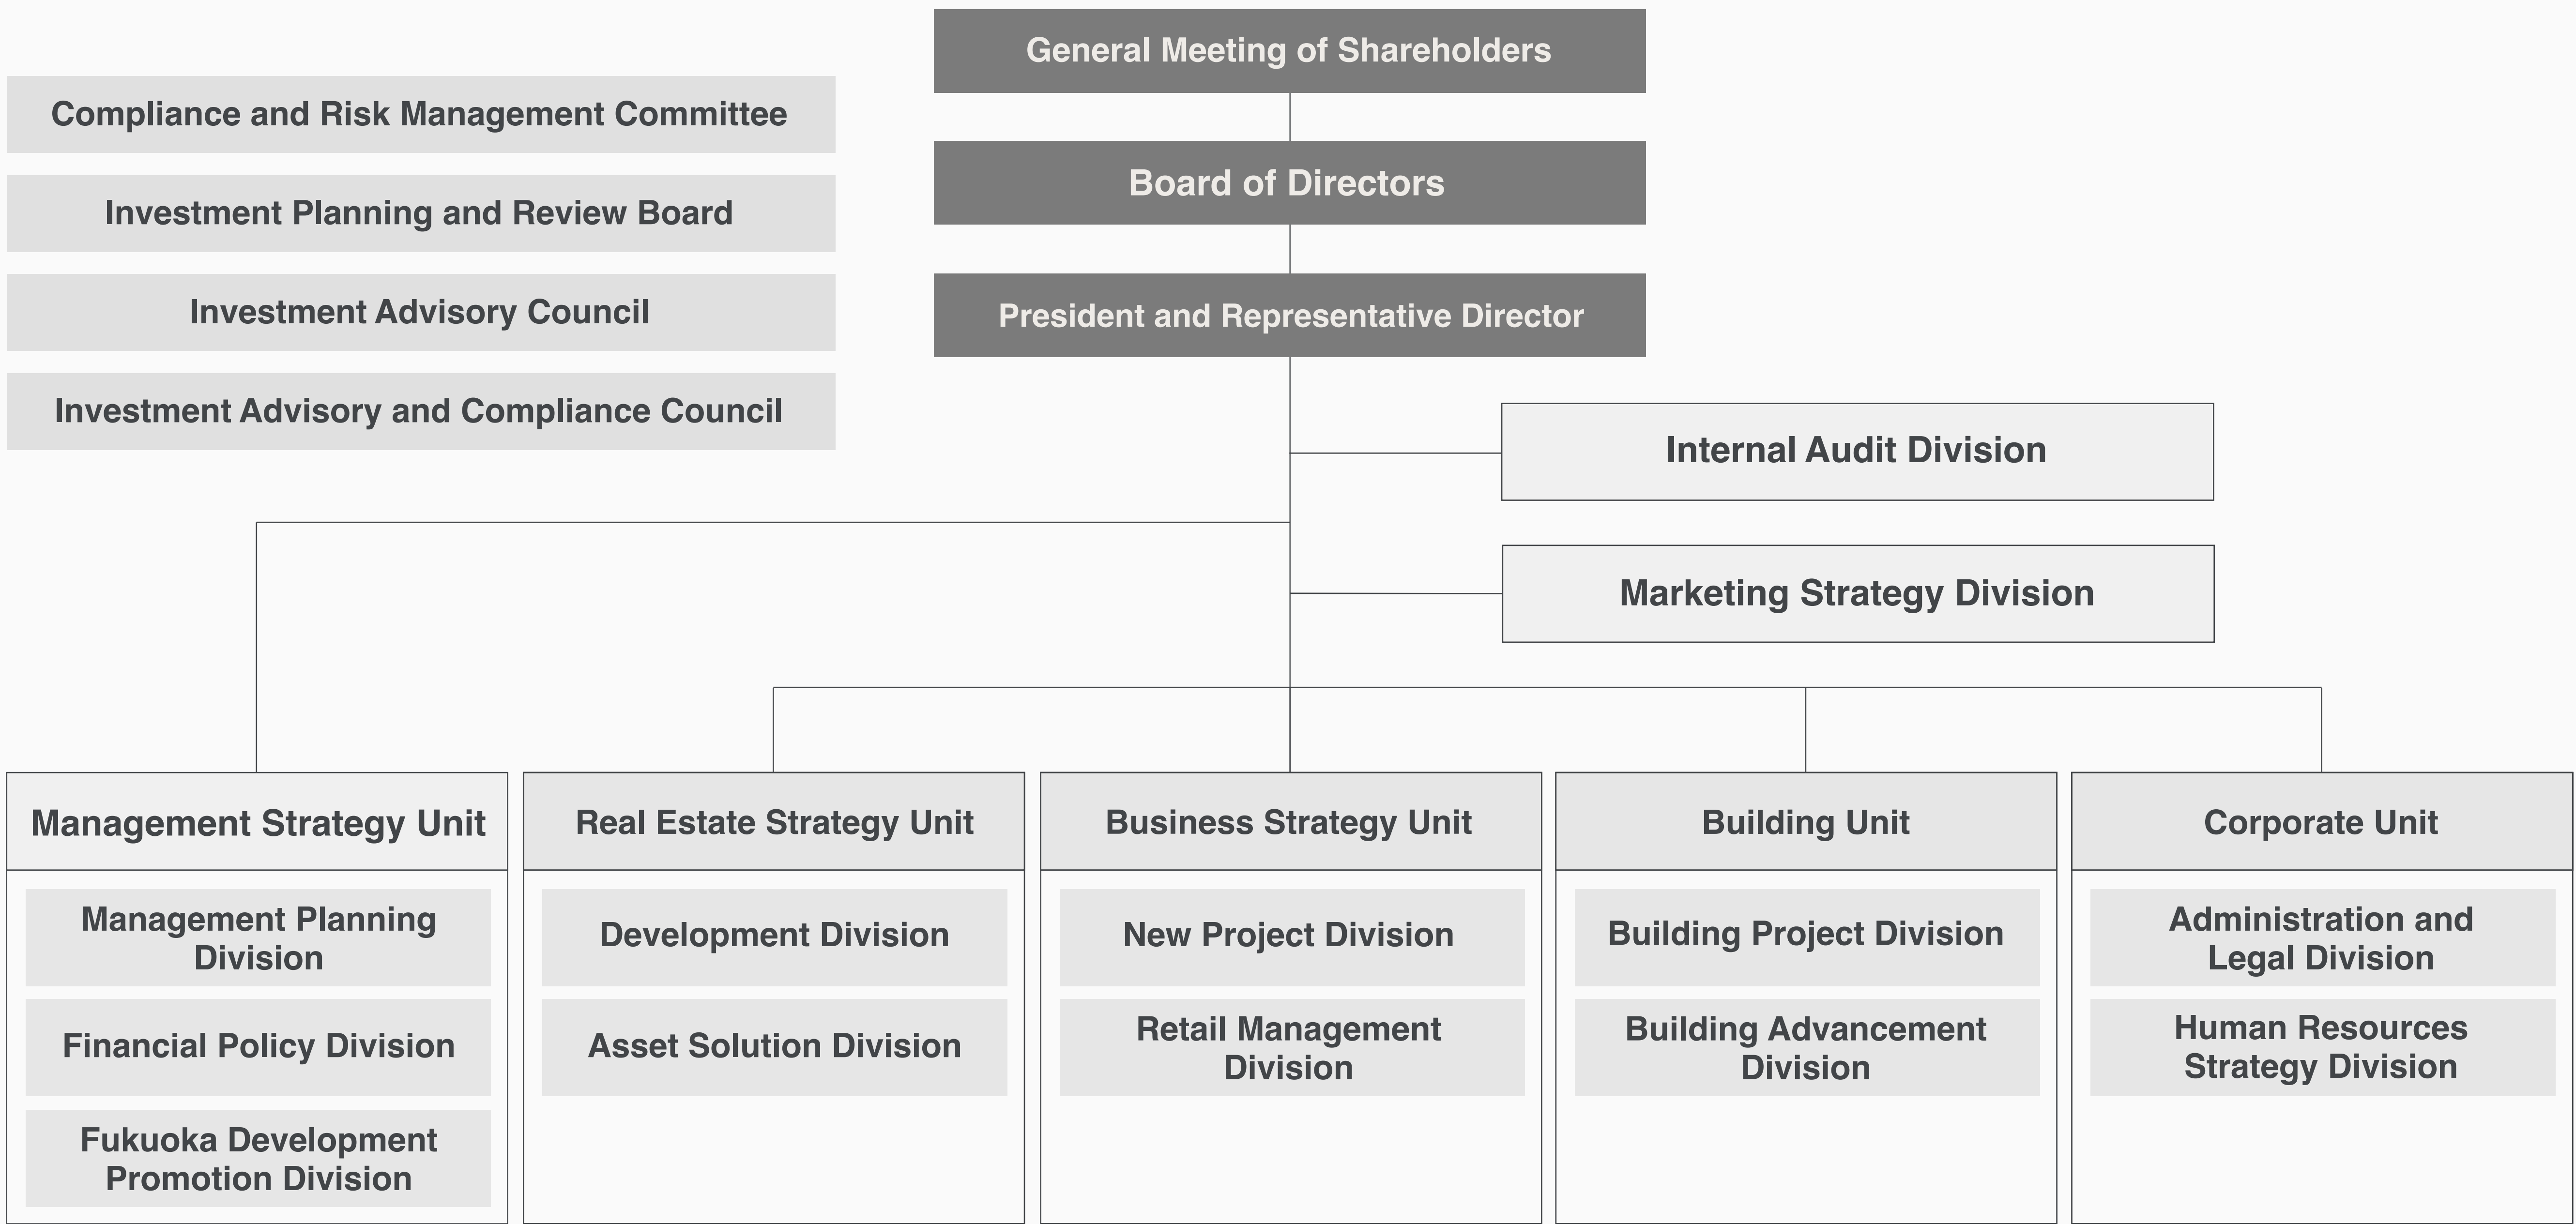 General Meeting of Shareholders
Board of Directors
President and Representative Director
Compliance and Risk Management Committee
Investment Planning and Review Board
Investment Advisory Council
Investment Advisory and Compliance Council
Internal Audit Division
Marketing Strategy Division
Management Strategy Unit
Management Planning
Division
Financial Policy Division
Fukuoka Development
Promotion Division
Real Estate Strategy Unit
Development Division
Asset Solution Division
Business Strategy Unit
New Project Division
Retail Management
Division
Building Unit
Building Project Division
Building Advancement
Division
Corporate Unit
Administration and
Legal Division
Human Resources
Strategy Division